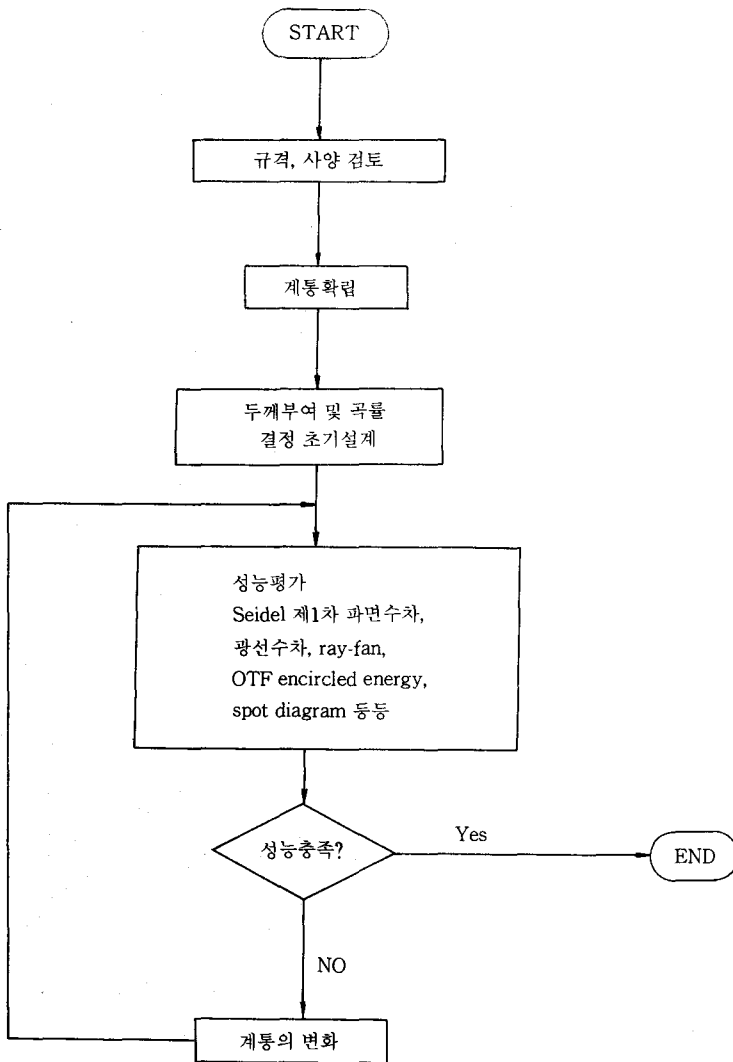 START
규격, 사양 검토
계통확립
두께부여 및 곡률
결정 초기설계
성능평가
Seidel 제1차 파면수차,
광선수차, ray-fan,
OTF encircled energy,
spot diagram 등등
성능충족?
Yes
END
NO
계통의 변화